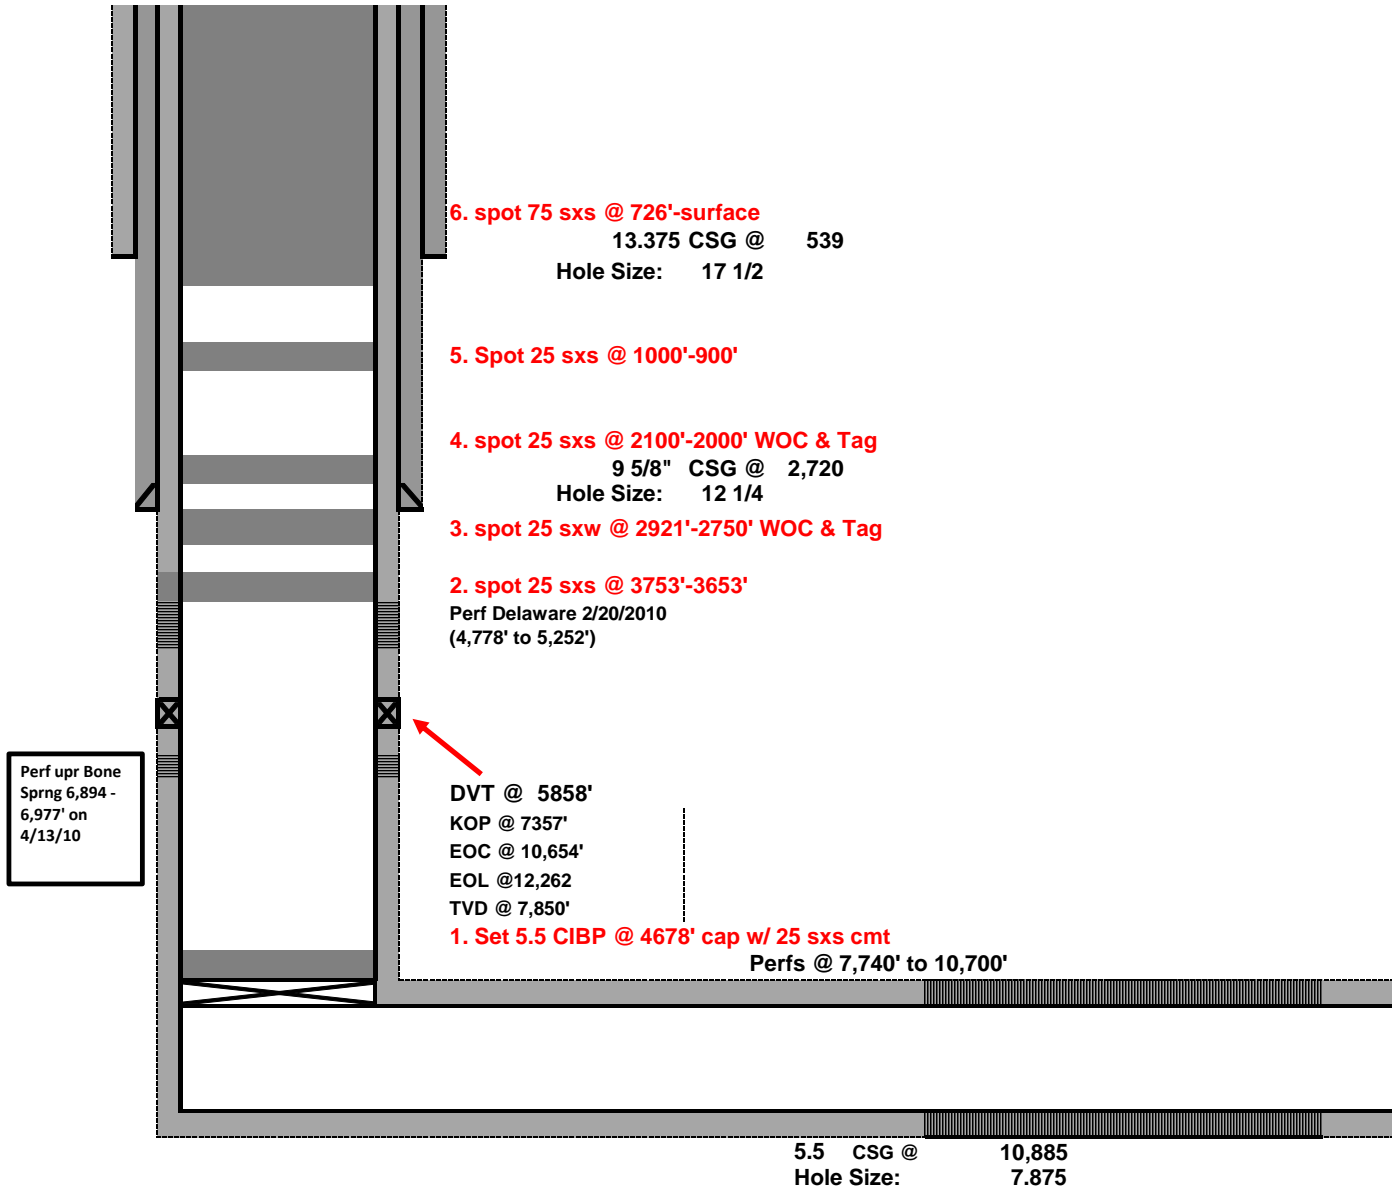 6. spot 75 sxs @ 726'-surface
13.375 CSG @ 539
Hole Size: 17 1/2
5. Spot 25 sxs @ 1000'-900'
4. spot 25 sxs @ 2100'-2000' WOC & Tag
9 5/8" CSG @ 2,720
Hole Size: 12 1/4
3. spot 25 sxw @ 2921'-2750' WOC & Tag
2. spot 25 sxs @ 3753'-3653'
Perf Delaware 2/20/2010
(4,778' to 5,252')
Perf upr Bone
Sprng 6,894 -
6,977' on
4/13/10
DVT @ 5858'
KOP @ 7357'
EOC @ 10,654'
EOL @12,262
TVD @ 7,850'
1. Set 5.5 CIBP @ 4678' cap w/ 25 sxs cmt
Perfs @ 7,740' to 10,700'
5.5 CSG @ 10,885
Hole Size: 7.875